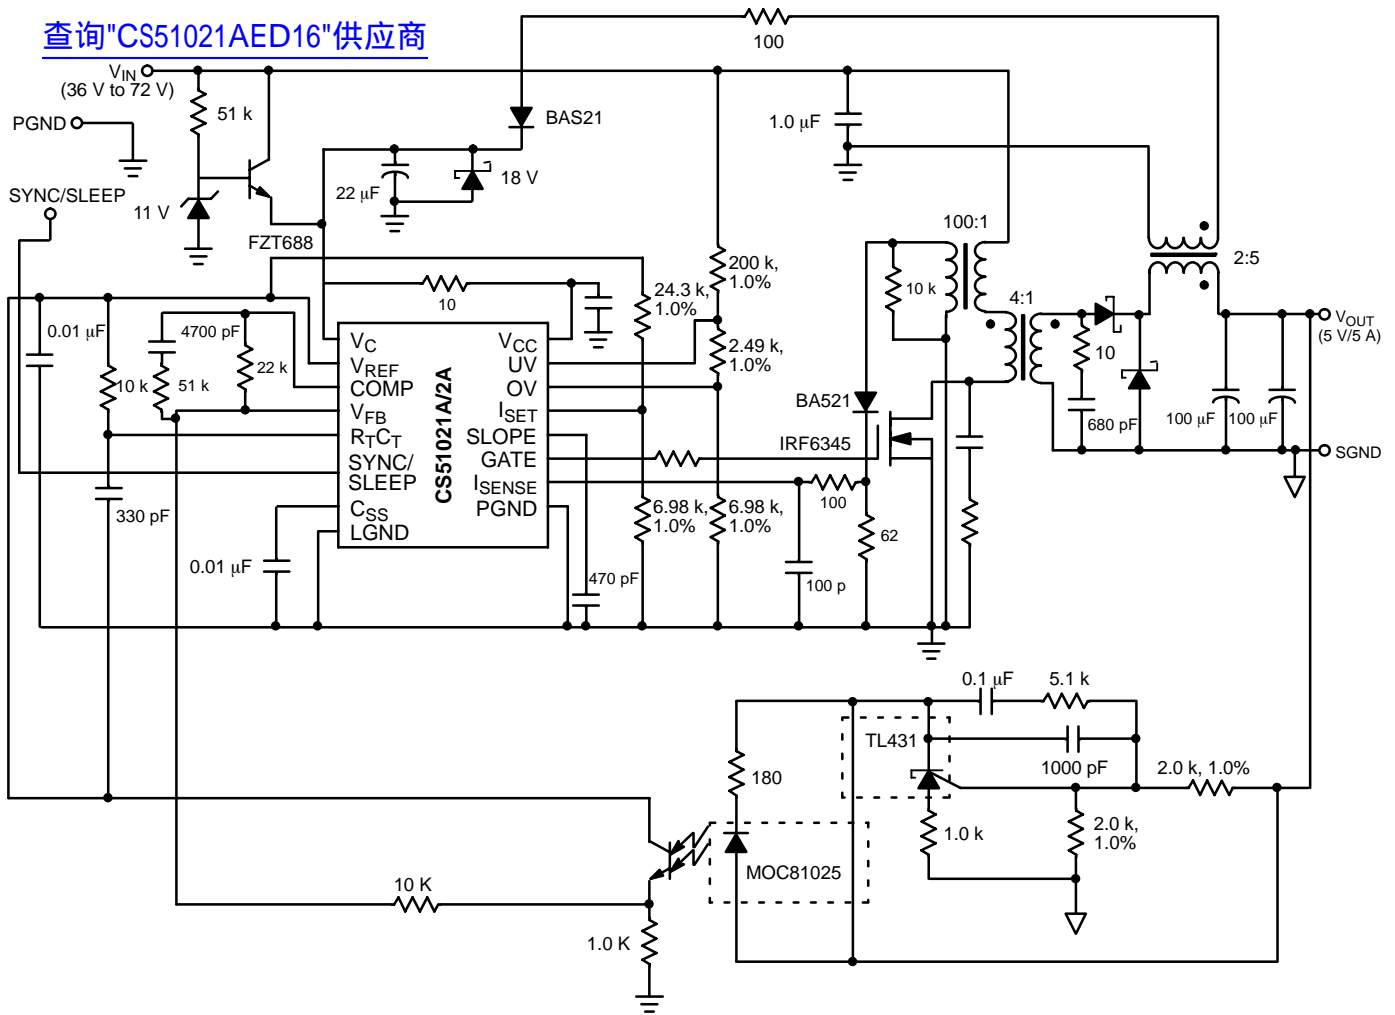 查询"CS51021AED16"供应商
100
VIN
(36 V to 72 V)
51 k
BAS21
1.0 μF
PGND
SYNC/SLEEP
11 V
22 μF
18 V
FZT688
100:1
2:5
10
24.3 k,
1.0%
200 k,
1.0%
10 k
4:1
0.01 μF
4700 pF
22 k
10 k
51 k
VC
VREF
COMP
VFB
RTCT
SYNC/
SLEEP
CSS
LGND
CS51021A/2A
VCC
UV
OV
ISET
SLOPE
GATE
ISENSE
PGND
2.49 k,
1.0%
10
VOUT
(5 V/5 A)
BA521
680 pF
100 μF
100 μF
IRF6345
SGND
330 pF
6.98 k,
1.0%
6.98 k,
1.0%
100
62
0.01 μF
470 pF
100 p
0.1 μF
5.1 k
TL431
1000 pF
180
2.0 k, 1.0%
1.0 k
2.0 k,
1.0%
MOC81025
10 K
1.0 K